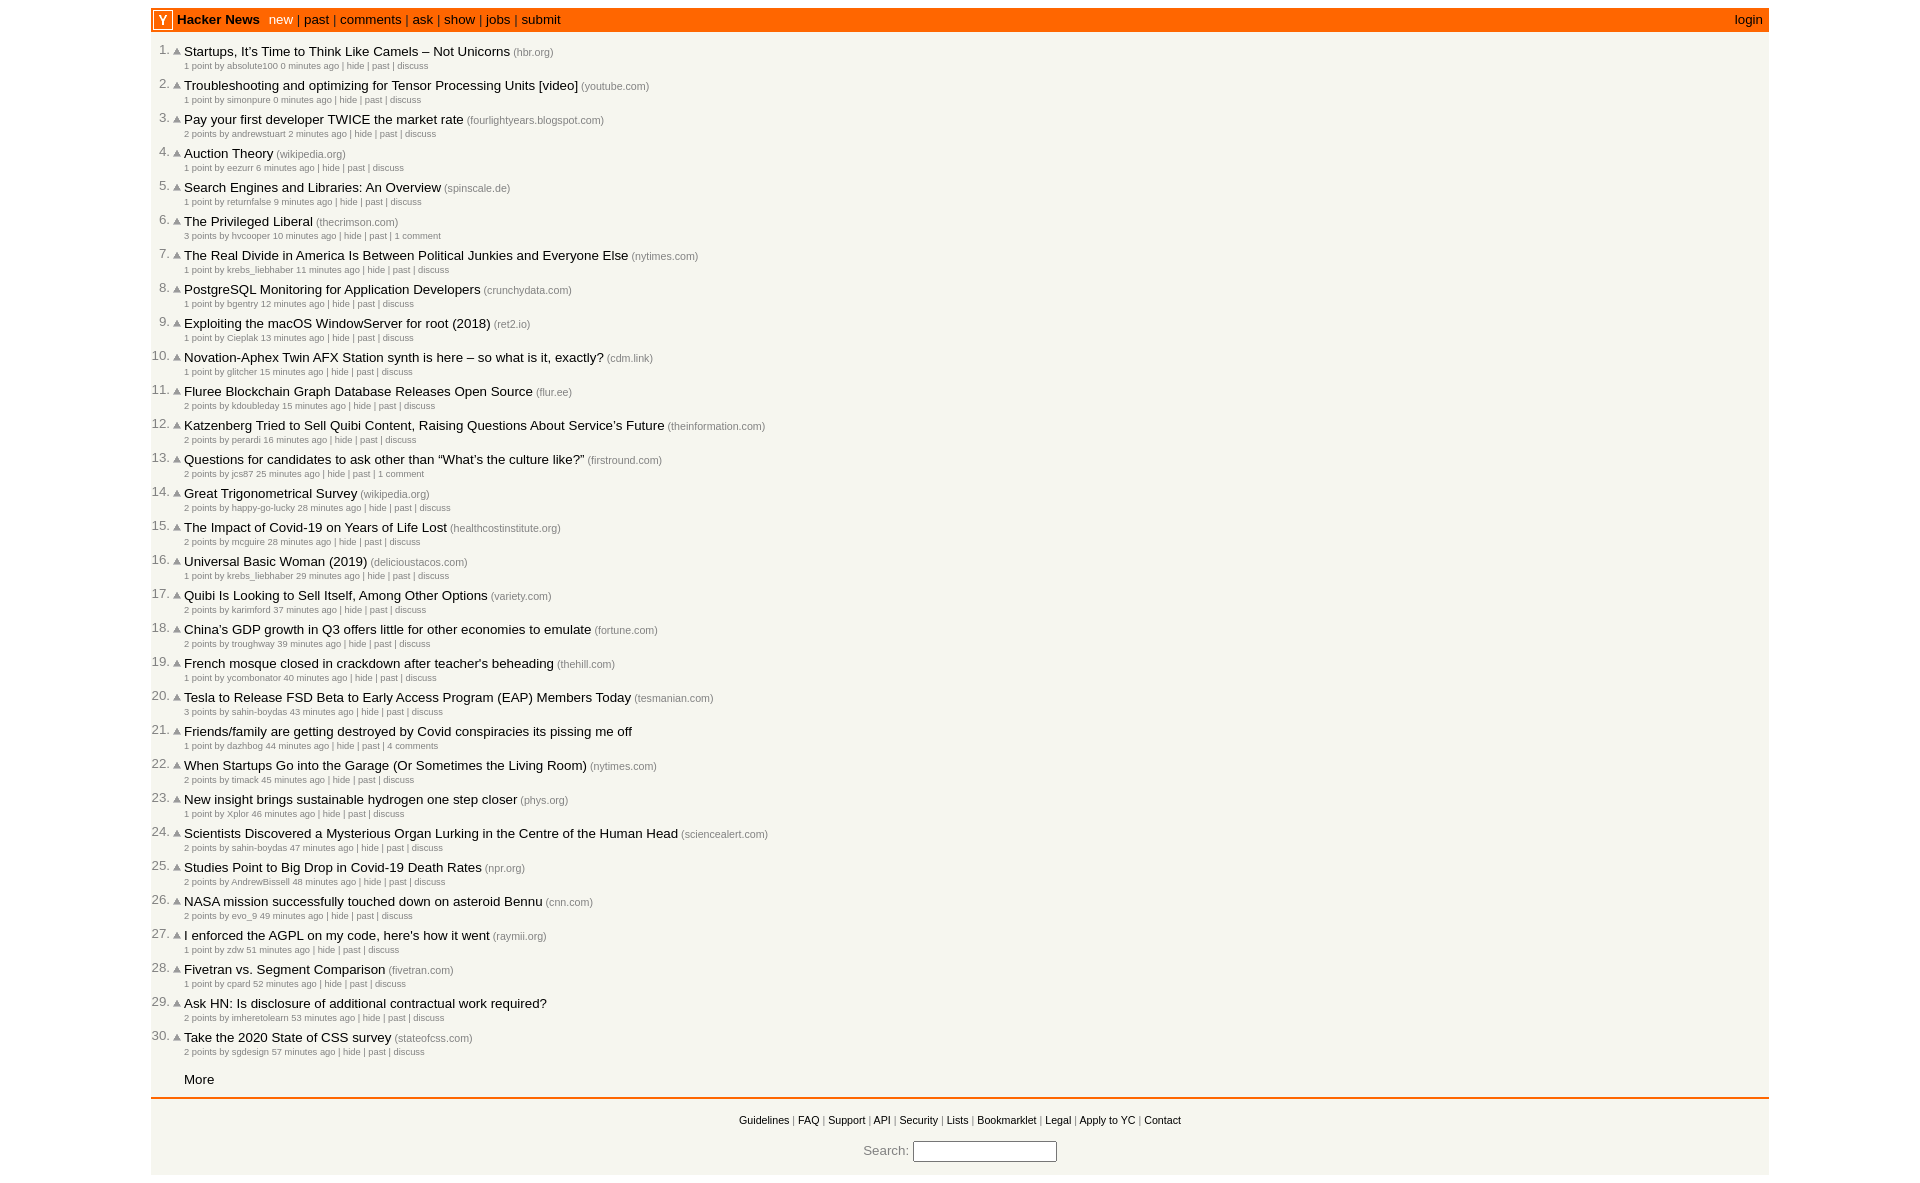 Y Hacker News new | past | comments | ask | show | jobs | submit login
1. Startups, It’s Time to Think Like Camels – Not Unicorns (hbr.org)
1 point by absolute100 0 minutes ago | hide | past | discuss
2. Troubleshooting and optimizing for Tensor Processing Units [video] (youtube.com)
1 point by simonpure 0 minutes ago | hide | past | discuss
3. Pay your first developer TWICE the market rate (fourlightyears.blogspot.com)
2 points by andrewstuart 2 minutes ago | hide | past | discuss
4. Auction Theory (wikipedia.org)
1 point by eezurr 6 minutes ago | hide | past | discuss
5. Search Engines and Libraries: An Overview (spinscale.de)
1 point by returnfalse 9 minutes ago | hide | past | discuss
6. The Privileged Liberal (thecrimson.com)
3 points by hvcooper 10 minutes ago | hide | past | 1 comment
7. The Real Divide in America Is Between Political Junkies and Everyone Else (nytimes.com)
1 point by krebs_liebhaber 11 minutes ago | hide | past | discuss
8. PostgreSQL Monitoring for Application Developers (crunchydata.com)
1 point by bgentry 12 minutes ago | hide | past | discuss
9. Exploiting the macOS WindowServer for root (2018) (ret2.io)
1 point by Cieplak 13 minutes ago | hide | past | discuss
10. Novation-Aphex Twin AFX Station synth is here – so what is it, exactly? (cdm.link)
1 point by glitcher 15 minutes ago | hide | past | discuss
11. Fluree Blockchain Graph Database Releases Open Source (flur.ee)
2 points by kdoubleday 15 minutes ago | hide | past | discuss
12. Katzenberg Tried to Sell Quibi Content, Raising Questions About Service’s Future (theinformation.com)
2 points by perardi 16 minutes ago | hide | past | discuss
13. Questions for candidates to ask other than “What’s the culture like?” (firstround.com)
2 points by jcs87 25 minutes ago | hide | past | 1 comment
14. Great Trigonometrical Survey (wikipedia.org)
2 points by happy-go-lucky 28 minutes ago | hide | past | discuss
15. The Impact of Covid-19 on Years of Life Lost (healthcostinstitute.org)
2 points by mcguire 28 minutes ago | hide | past | discuss
16. Universal Basic Woman (2019) (delicioustacos.com)
1 point by krebs_liebhaber 29 minutes ago | hide | past | discuss
17. Quibi Is Looking to Sell Itself, Among Other Options (variety.com)
2 points by karimford 37 minutes ago | hide | past | discuss
18. China’s GDP growth in Q3 offers little for other economies to emulate (fortune.com)
2 points by troughway 39 minutes ago | hide | past | discuss
19. French mosque closed in crackdown after teacher's beheading (thehill.com)
1 point by ycombonator 40 minutes ago | hide | past | discuss
20. Tesla to Release FSD Beta to Early Access Program (EAP) Members Today (tesmanian.com)
3 points by sahin-boydas 43 minutes ago | hide | past | discuss
21. Friends/family are getting destroyed by Covid conspiracies its pissing me off
1 point by dazhbog 44 minutes ago | hide | past | 4 comments
22. When Startups Go into the Garage (Or Sometimes the Living Room) (nytimes.com)
2 points by timack 45 minutes ago | hide | past | discuss
23. New insight brings sustainable hydrogen one step closer (phys.org)
1 point by Xplor 46 minutes ago | hide | past | discuss
24. Scientists Discovered a Mysterious Organ Lurking in the Centre of the Human Head (sciencealert.com)
2 points by sahin-boydas 47 minutes ago | hide | past | discuss
25. Studies Point to Big Drop in Covid-19 Death Rates (npr.org)
2 points by AndrewBissell 48 minutes ago | hide | past | discuss
26. NASA mission successfully touched down on asteroid Bennu (cnn.com)
2 points by evo_9 49 minutes ago | hide | past | discuss
27. I enforced the AGPL on my code, here's how it went (raymii.org)
1 point by zdw 51 minutes ago | hide | past | discuss
28. Fivetran vs. Segment Comparison (fivetran.com)
1 point by cpard 52 minutes ago | hide | past | discuss
29. Ask HN: Is disclosure of additional contractual work required?
2 points by imheretolearn 53 minutes ago | hide | past | discuss
30. Take the 2020 State of CSS survey (stateofcss.com)
2 points by sgdesign 57 minutes ago | hide | past | discuss
More
Guidelines | FAQ | Support | API | Security | Lists | Bookmarklet | Legal | Apply to YC | Contact
Search: